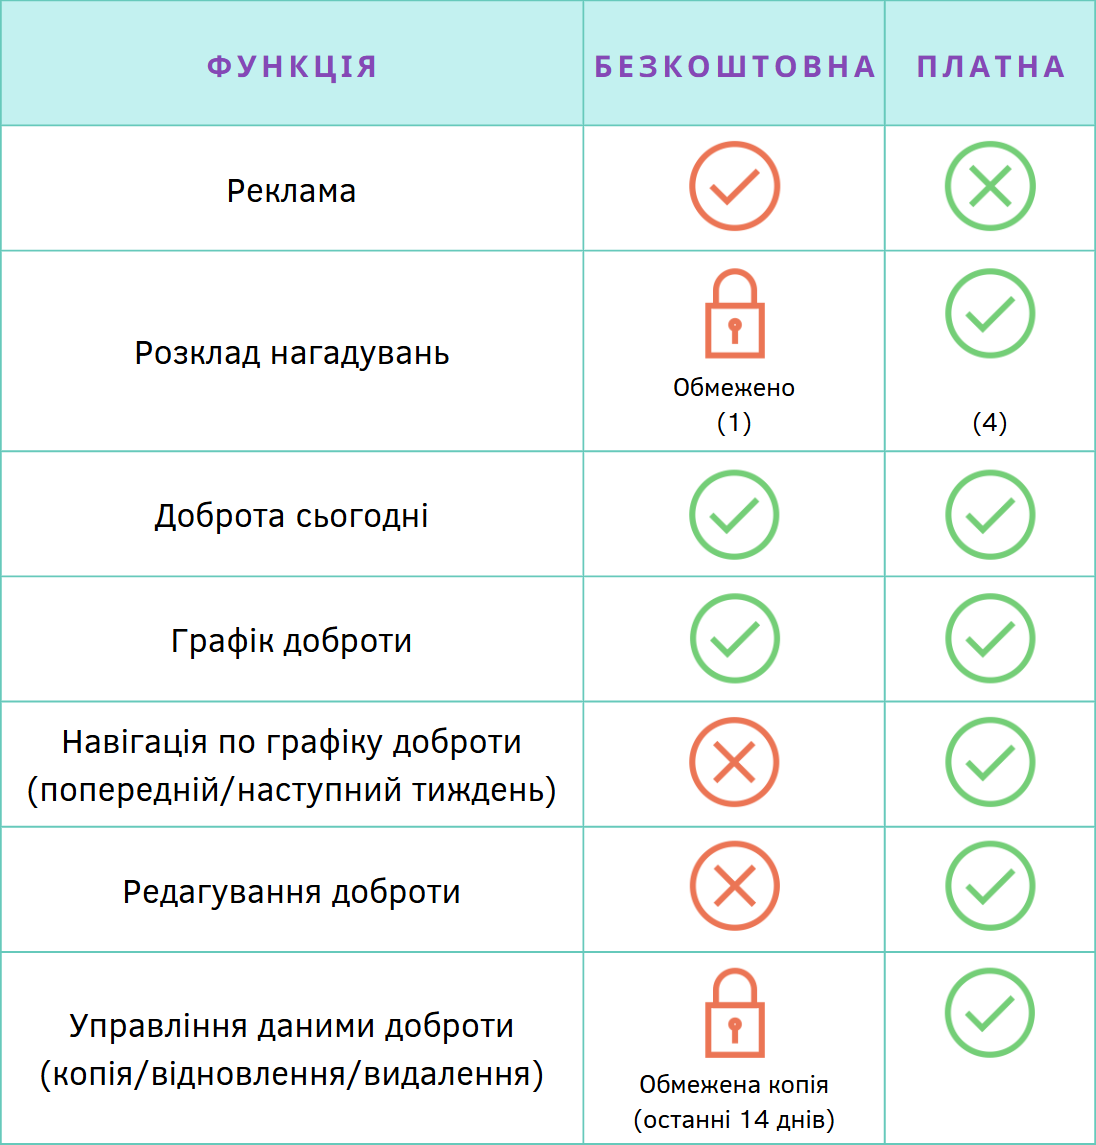 ФУНКЦІЯ БЕЗКОШТОВНА ПЛАТНА
Реклама
Розклад нагадувань
Обмежено
(1) (4)
Доброта сьогодні
Графік доброти
Навігація по графіку доброти
(попередній/наступний тиждень)
Редагування доброти
Управління даними доброти
(копія/відновлення/видалення)
Обмежена копія
(останні 14 днів)